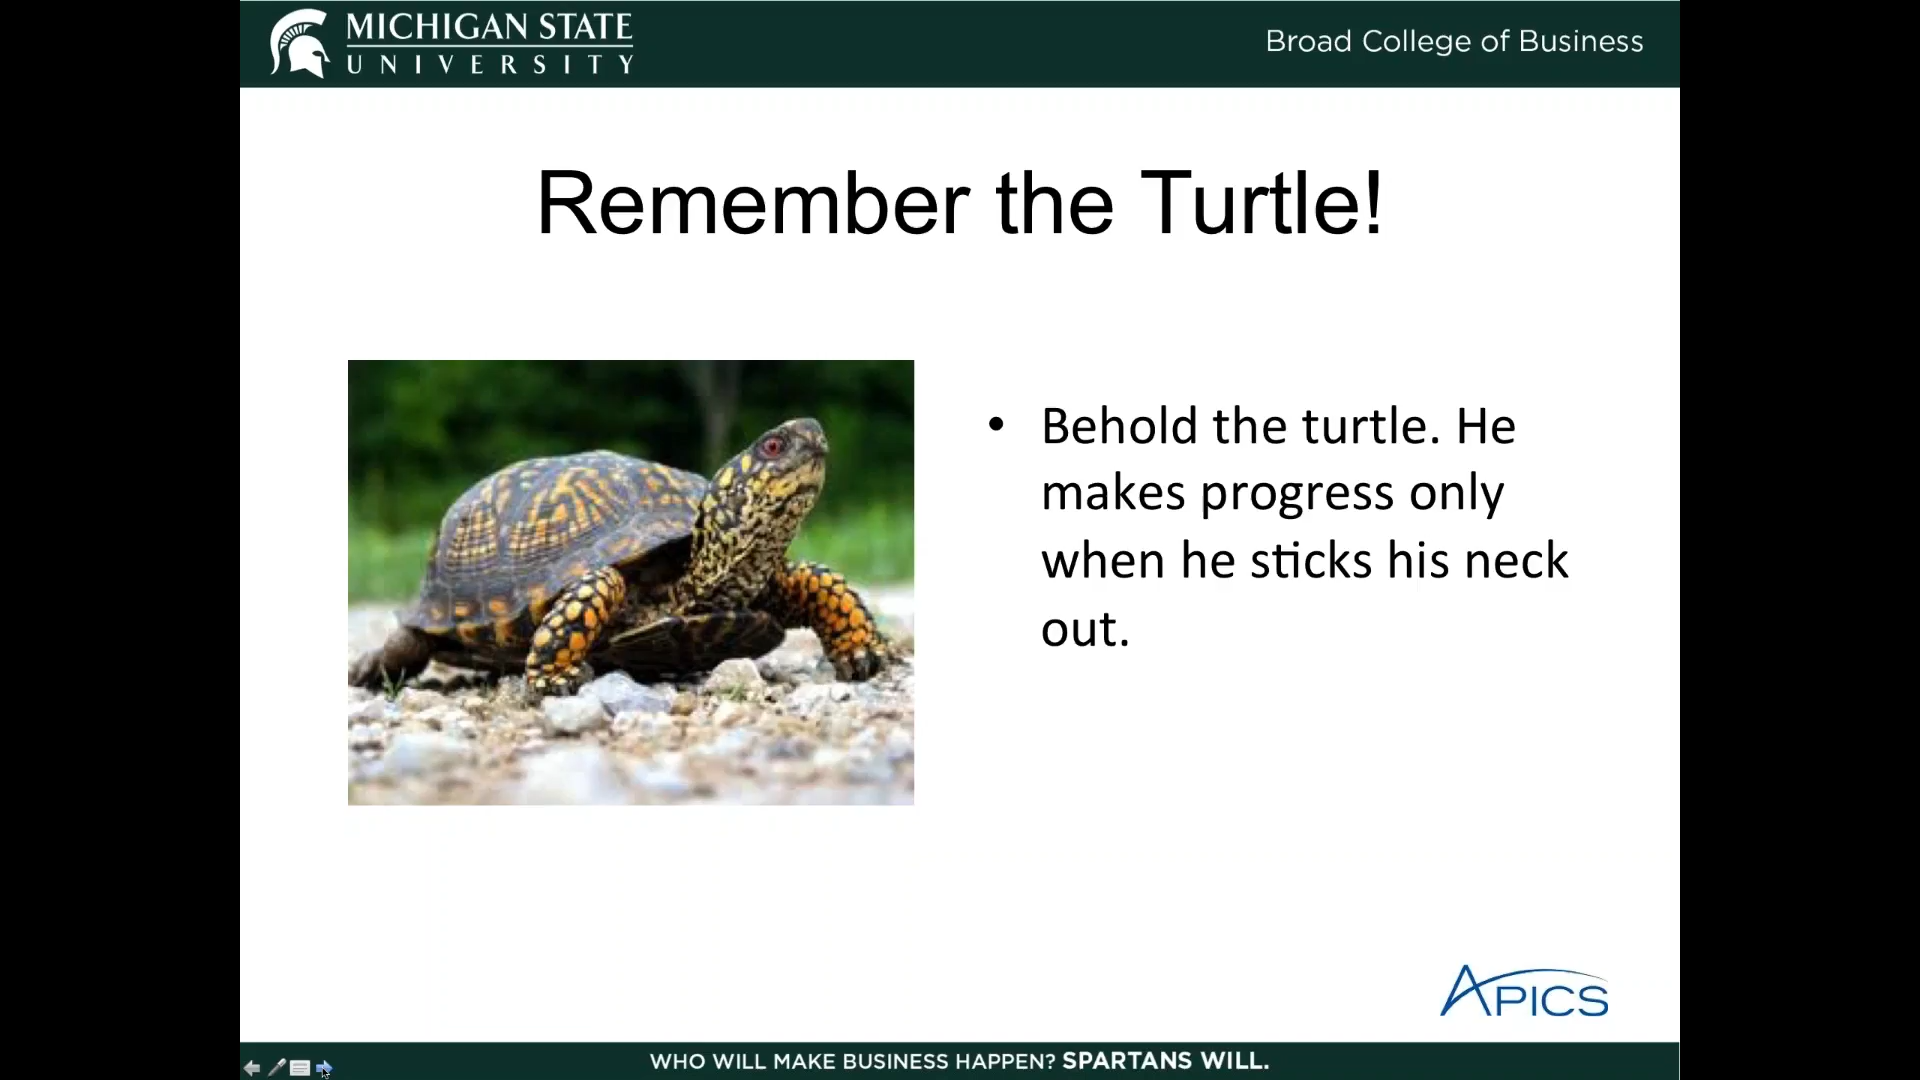 MICHIGAN STATE
UNIVERSITY
Broad College of Business
Remember the Turtle!
• Behold the turtle. He
makes progress only
when he sticks his neck
out.
APICS
WHO WILL MAKE BUSINESS HAPPEN? SPARTANS WILL.